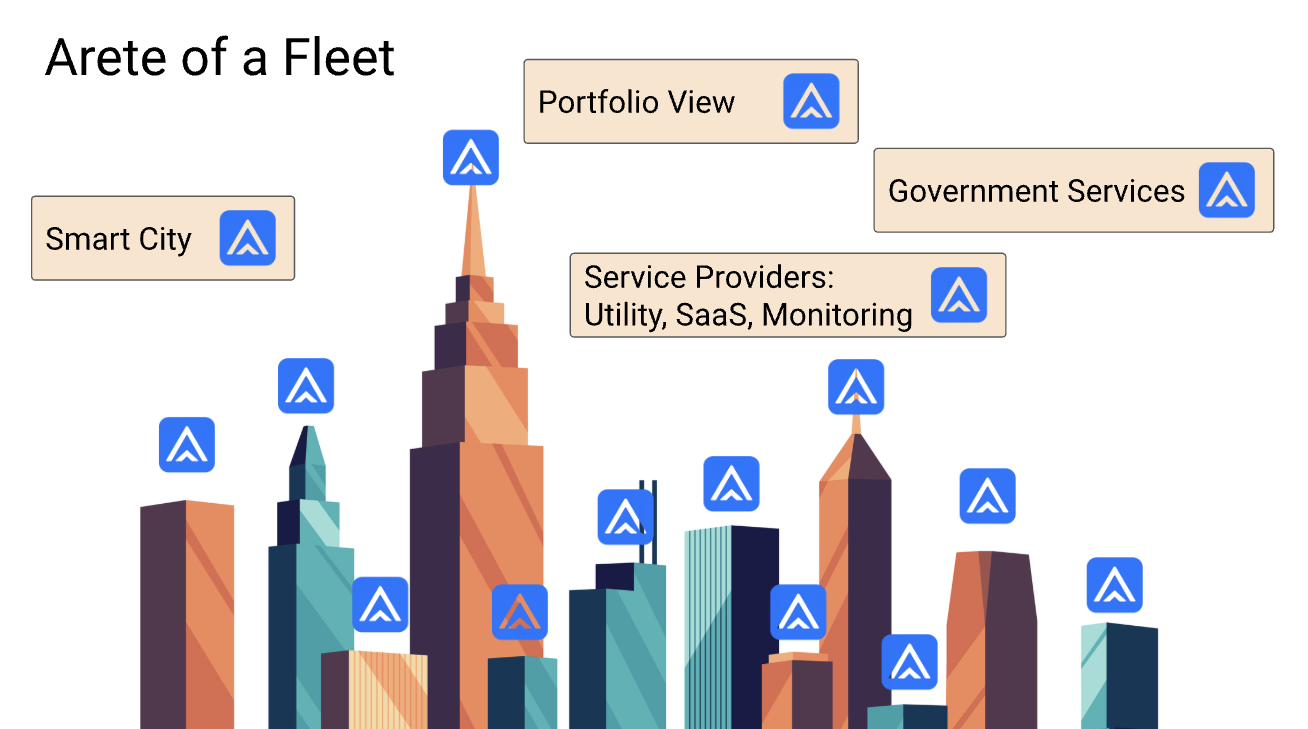 Arete of a Fleet
Portfolio View
Government Services
Smart City
Service Providers:
Utility, SaaS, Monitoring